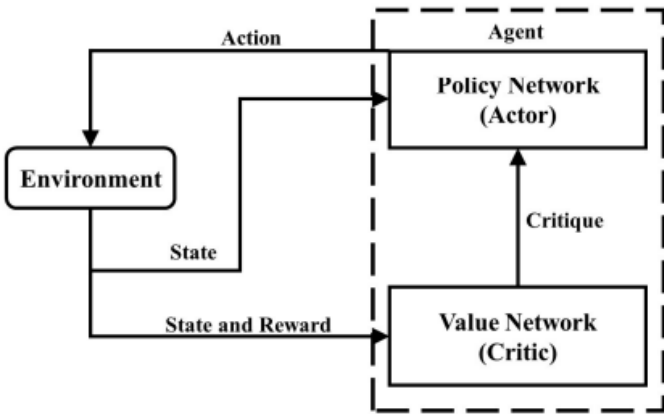 Action
Agent
Policy Network
(Actor)
Environment
Critique
State
State and Reward
Value Network
(Critic)